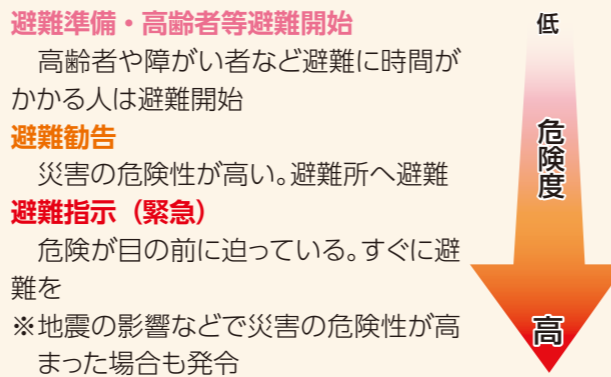 避難準備・高齢者等避難開始
高齢者や障がい者など避難に時間が
かかる人は避難開始
避難勧告
災害の危険性が高い。避難所へ避難
避難指示（緊急）
危険が目の前に迫っている。すぐに避
難を
※地震の影響などで災害の危険性が高
まった場合も発令
低
危険度
高